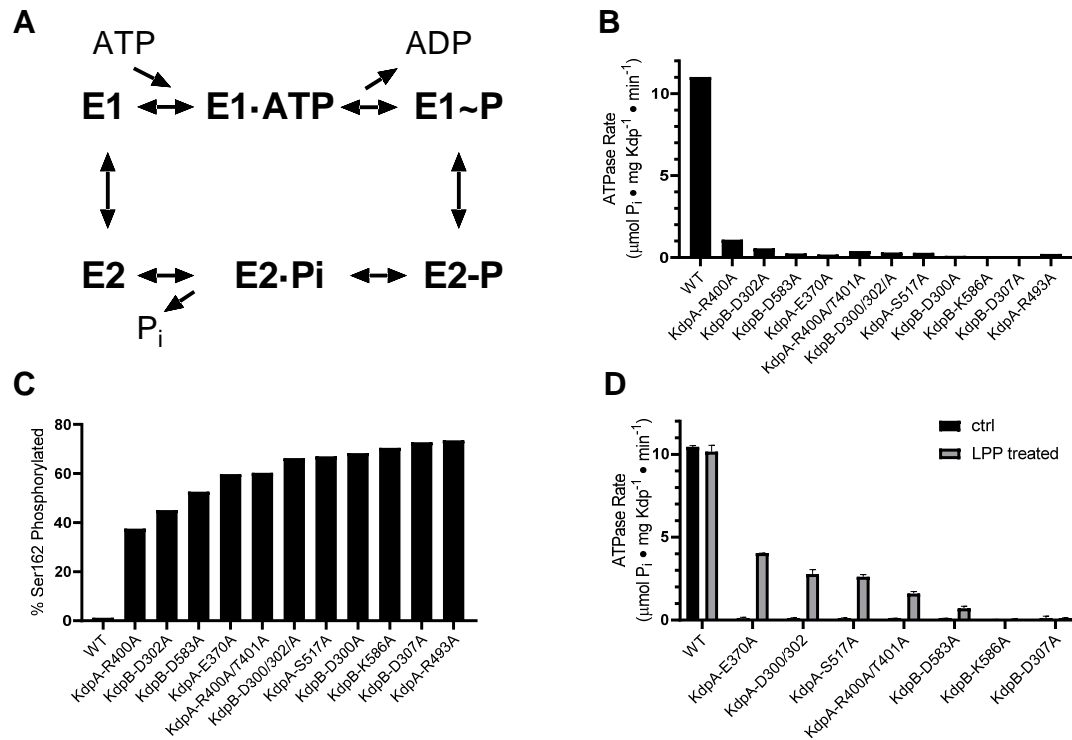 A
ATP
ADP
E1
E1·ATP
E1~P
E2
E2·Pi
E2-P
Pi
B
ATPase Rate
(μmol Pi • mg Kdp-1 • min-1)
10
5
0
WT
KdpA-R400A
KdpB-D302A
KdpB-D583A
KdpA-E370A
KdpA-R400A/T401A
KdpB-D300/302/A
KdpA-S517A
KdpB-D300A
KdpB-K586A
KdpB-D307A
KdpA-R493A
C
% Ser162 Phosphorylated
80
60
40
20
0
WT
KdpA-R400A
KdpB-D302A
KdpB-D583A
KdpA-E370A
KdpA-R400A/T401A
KdpB-D300/302/A
KdpA-S517A
KdpB-D300A
KdpB-K586A
KdpB-D307A
KdpA-R493A
D
ATPase Rate
(μmol Pi • mg Kdp-1 • min-1)
10
5
0
ctrl
LPP treated
WT
KdpA-E370A
KdpA-D300/302
KdpA-S517A
KdpA-R400A/T401A
KdpB-D583A
KdpB-K586A
KdpB-D307A